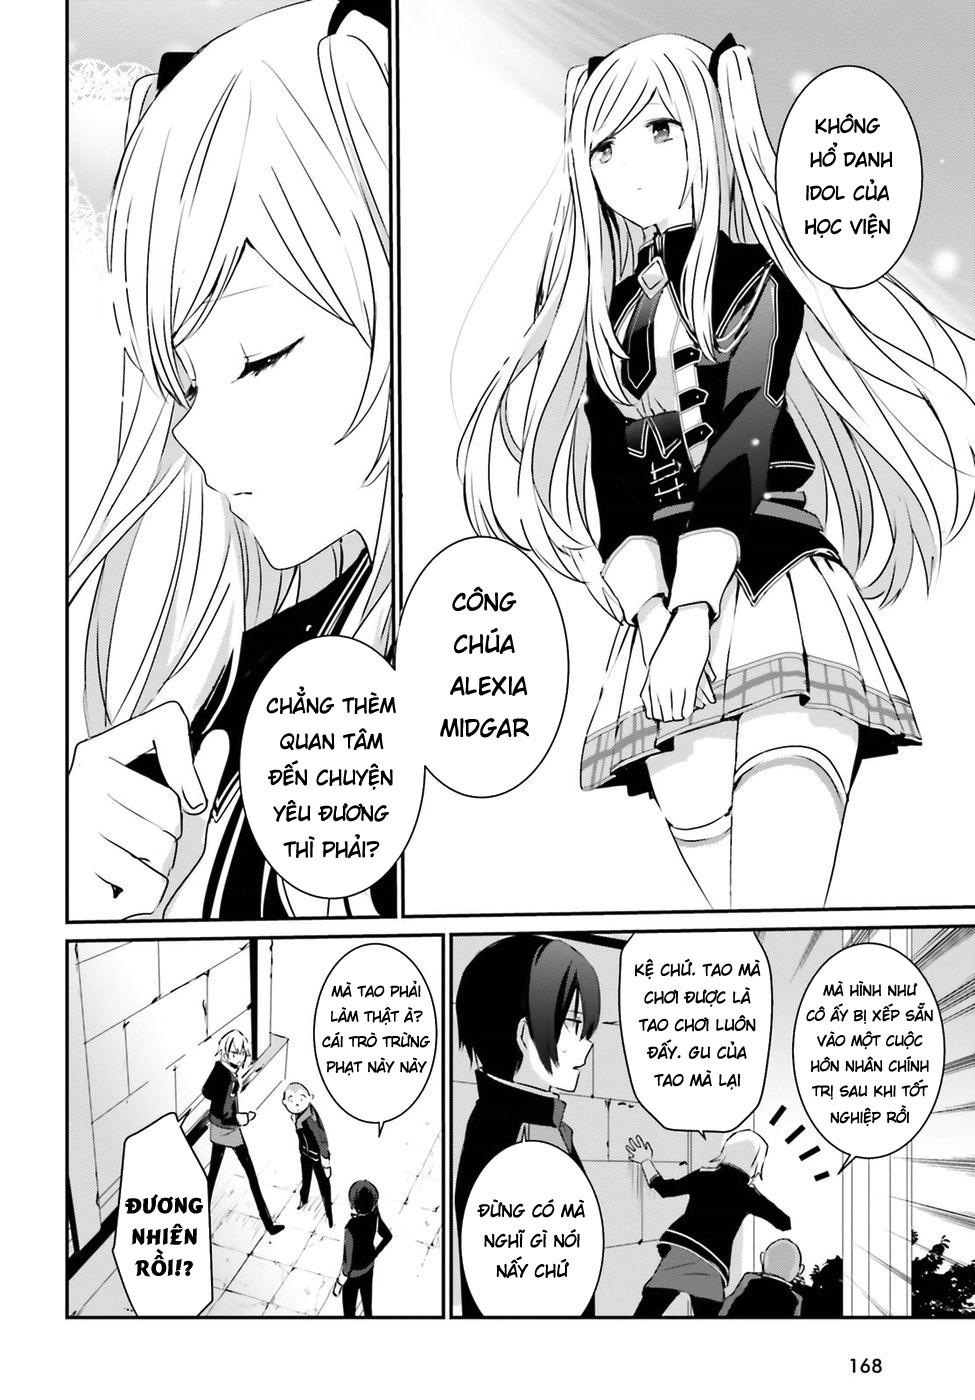 KHÔNG
HỔ DANH
IDOL CỦA
HỌC VIỆN
CÔNG
CHÚA
ALEXIA
MIDGAR
CHẲNG THÈM
QUAN TÂM
ĐẾN CHUYỆN
YÊU ĐƯƠNG
THÌ PHẢI?
MÀ HÌNH NHƯ
CÔ ẤY BỊ XẾP SẴN
VÀO MỘT CUỘC
HÔN NHÂN CHÍNH
TRỊ SAU KHI TỐT
NGHIỆP RỒI
KỆ CHỨ. TAO MÀ
CHƠI ĐƯỢC LÀ
TAO CHƠI LUÔN
ĐẤY. GU CỦA
TAO MÀ LẠI
ĐỪNG CÓ MÀ
NGHĨ GÌ NÓI
NẤY CHỨ
MÀ TAO PHẢI
LÀM THẬT À?
CÁI TRÒ TRỪNG
PHẠT NÀY NÀY
ĐƯƠNG
NHIÊN
RỒI!?
168